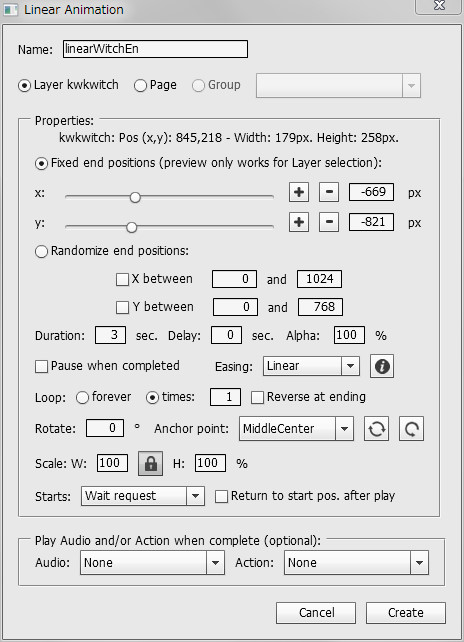 Linear Animation
Name: linearWitchEn
Layer kwkwitch Page Group
Properties:
kwkwitch: Pos (x,y): 845,218 - Width: 179px. Height: 258px.
Fixed end positions (preview only works for Layer selection):
x: + - -669 px
y: + - -821 px
Randomize end positions:
X between 0 and 1024
Y between 0 and 768
Duration: 3 sec. Delay: 0 sec. Alpha: 100 %
Pause when completed Easing: Linear i
Loop: forever times: 1 Reverse at ending
Rotate: 0 ° Anchor point: MiddleCenter
Scale: W: 100 H: 100 %
Starts: Wait request Return to start pos. after play
Play Audio and/or Action when complete (optional):
Audio: None Action: None
Cancel Create